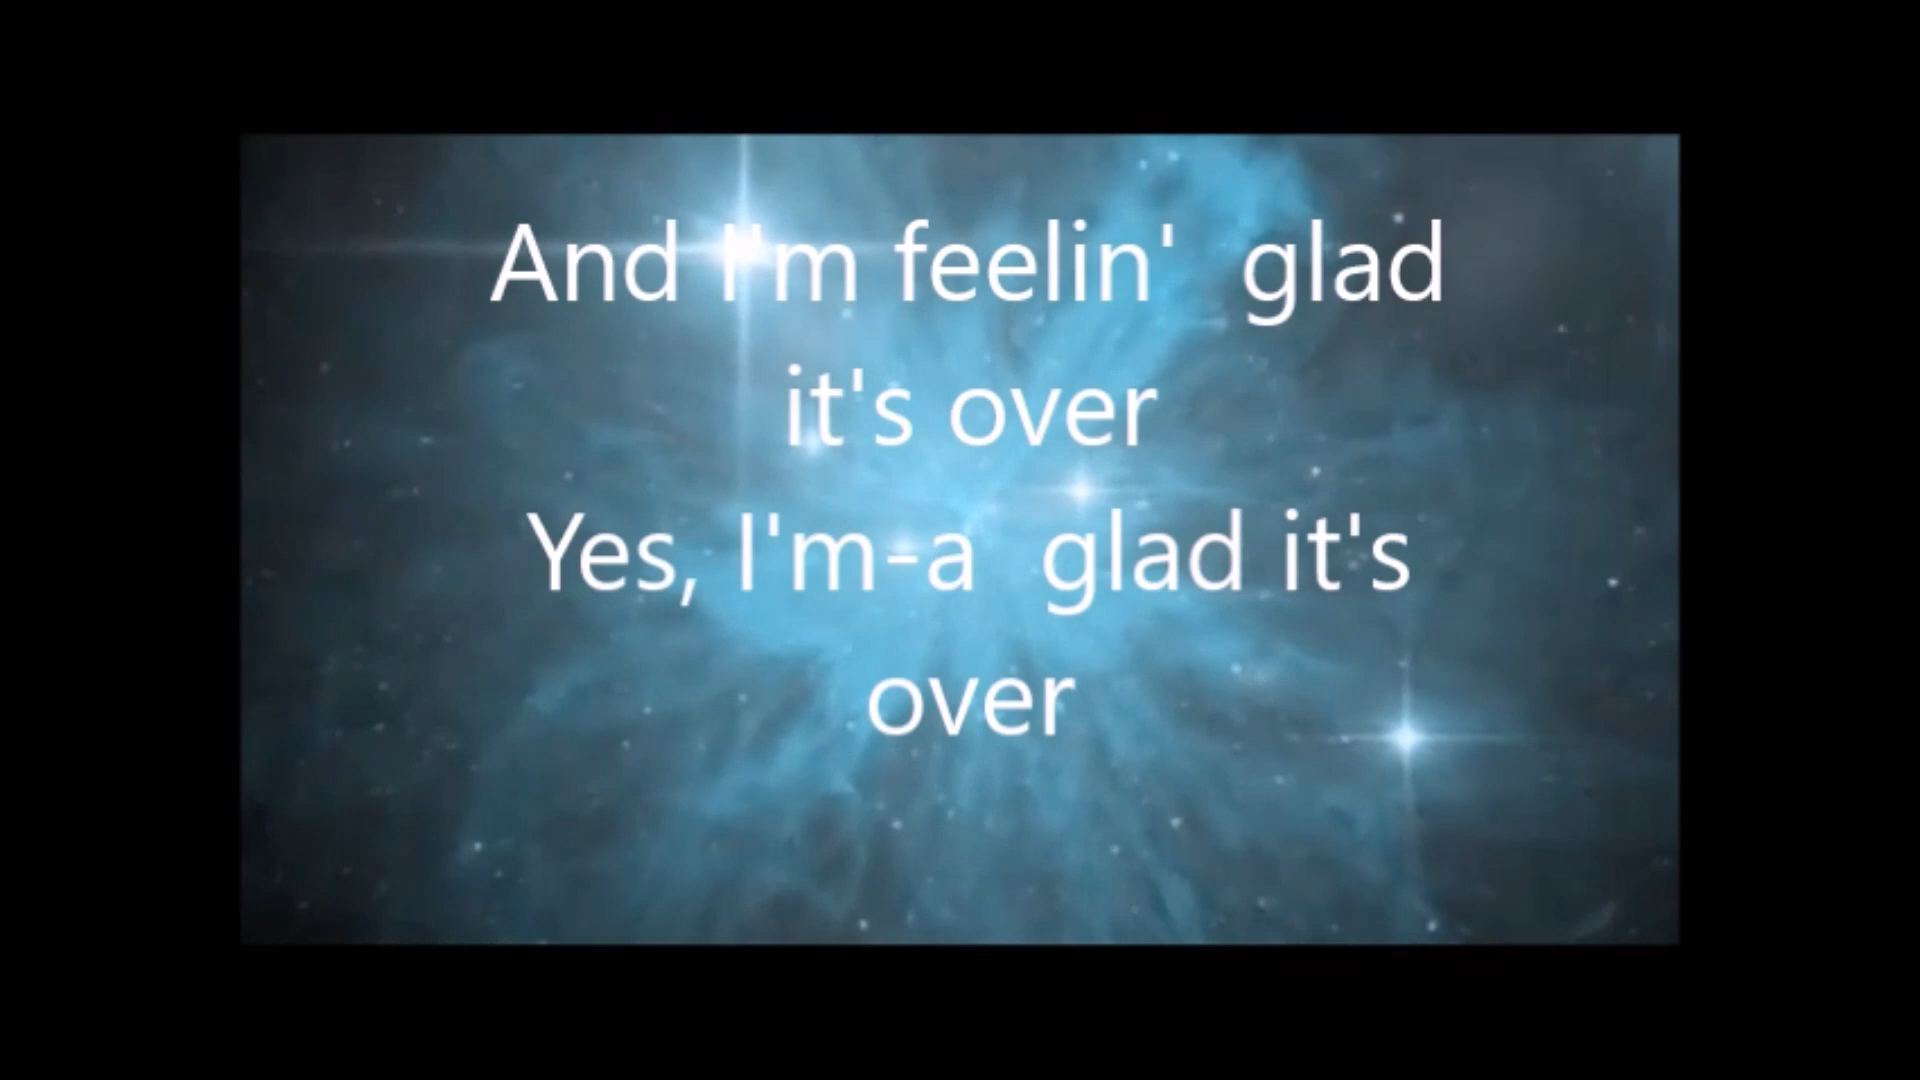 And I'm feelin'  glad
it's over
Yes, I'm-a  glad it's
over